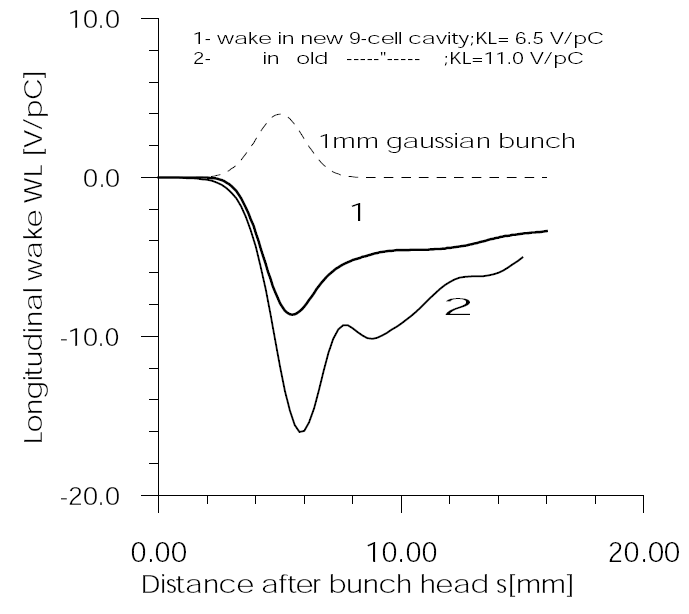 10.0
1- wake in new 9-cell cavity;KL= 6.5 V/pC
2- in old -----"----- ;KL=11.0 V/pC
1mm gaussian bunch
0.0
1
2
-10.0
-20.0
Longitudinal wake WL [V/pC]
0.00 10.00 20.00
Distance after bunch head s[mm]